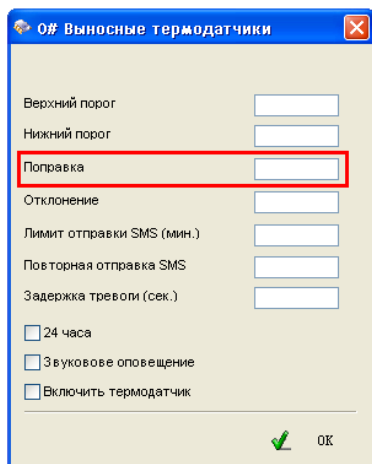 0# Выносные термодатчики
Верхний порог
Нижний порог
Поправка
Отклонение
Лимит отправки SMS (мин.)
Повторная отправка SMS
Задержка тревоги (сек.)
24 часа
Звуковове оповещение
Включить термодатчик
OK